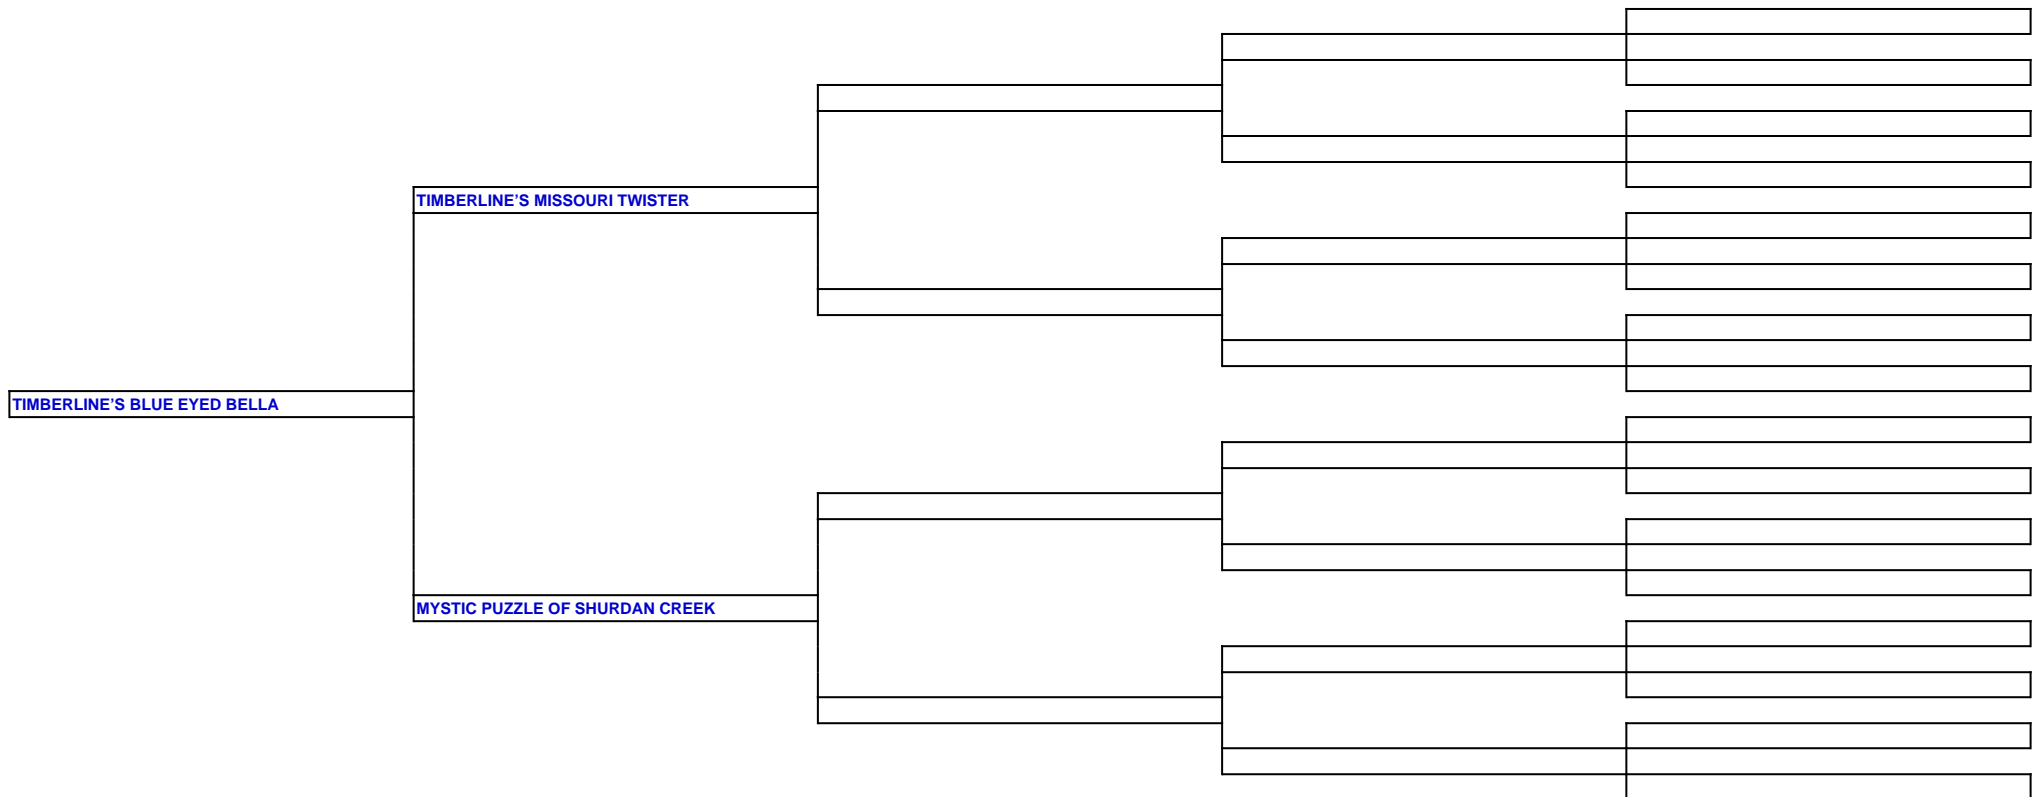 TIMBERLINE’S MISSOURI TWISTER
TIMBERLINE’S BLUE EYED BELLA
MYSTIC PUZZLE OF SHURDAN CREEK